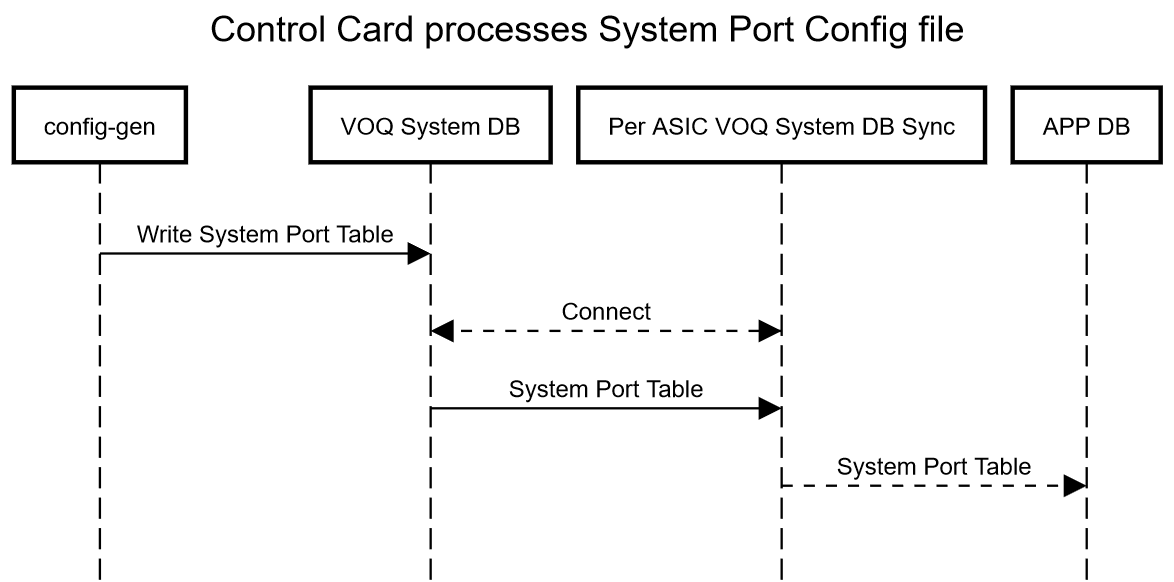 Control Card processes System Port Config file
config-gen
VOQ System DB
Per ASIC VOQ System DB Sync
APP DB
Write System Port Table
Connect
System Port Table
System Port Table